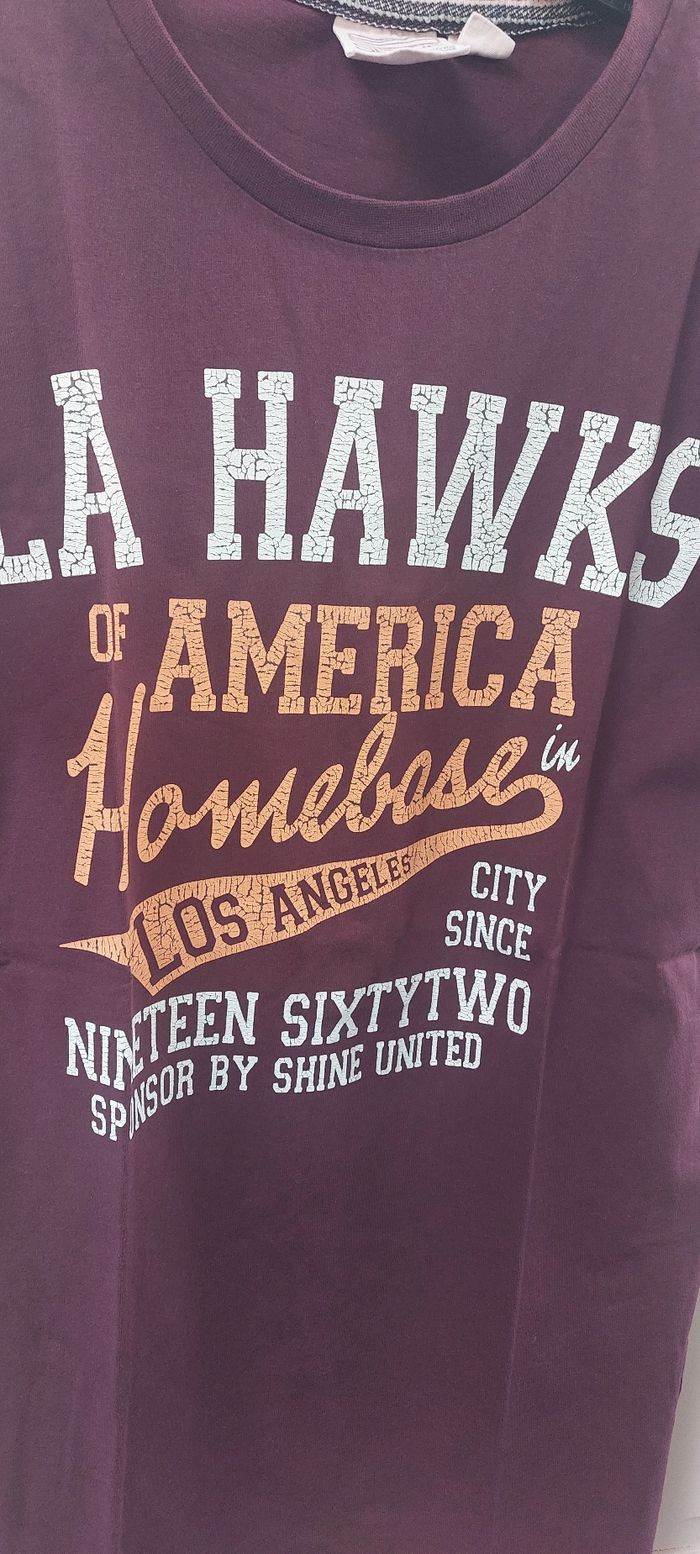 LA HAWKS
OF AMERICA
Homebase in
LOS ANGELES
CITY
SINCE
NINETEEN SIXTYTWO
SPONSOR BY SHINE UNITED